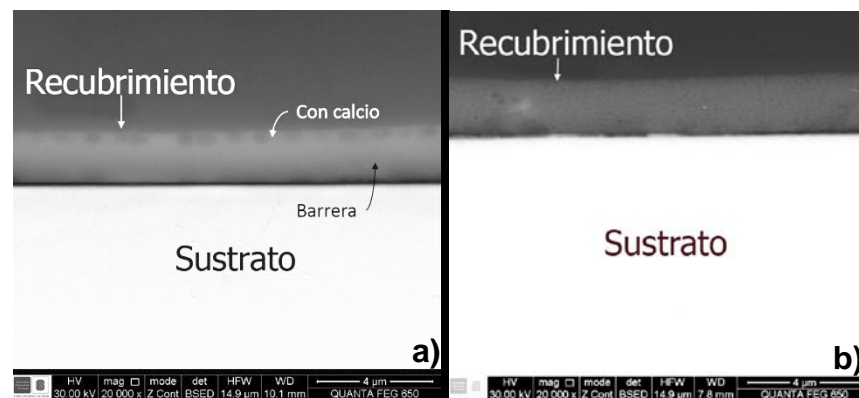 Recubrimiento
Con calcio
Barrera
Sustrato
a)
HV mag mode det HFW WD 4 µm
30.00 kV 20 000 x Z Cont BSED 14.9 µm 10.1 mm QUANTA FEG 650
Recubrimiento
Sustrato
b)
HV mag mode det HFW WD 4 µm
30.00 kV 20 000 x Z Cont BSED 14.9 µm 7.8 mm QUANTA FEG 650